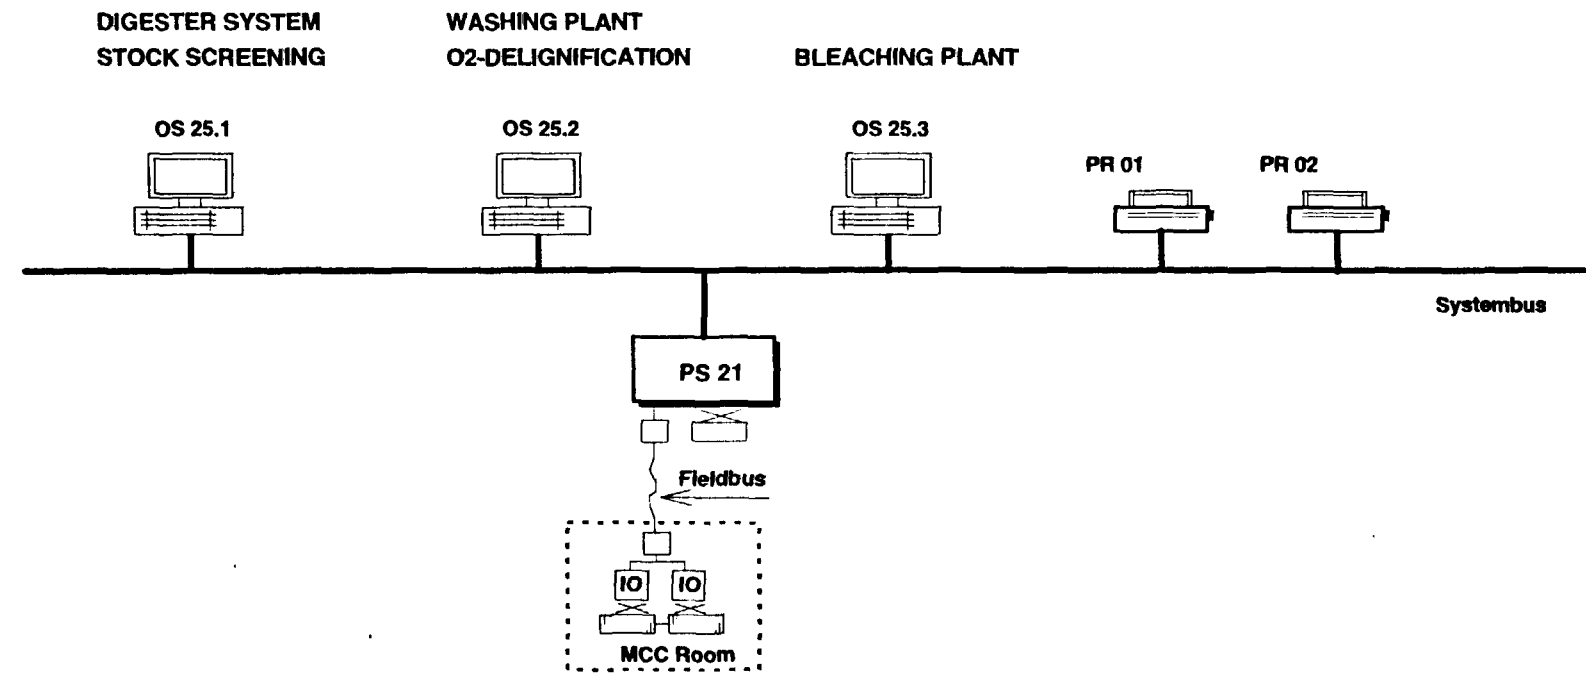 DIGESTER SYSTEM
STOCK SCREENING
WASHING PLANT
O2-DELIGNIFICATION
BLEACHING PLANT
OS 25.1
OS 25.2
OS 25.3
PR 01
PR 02
Systembus
PS 21
Fieldbus
IO
IO
MCC Room